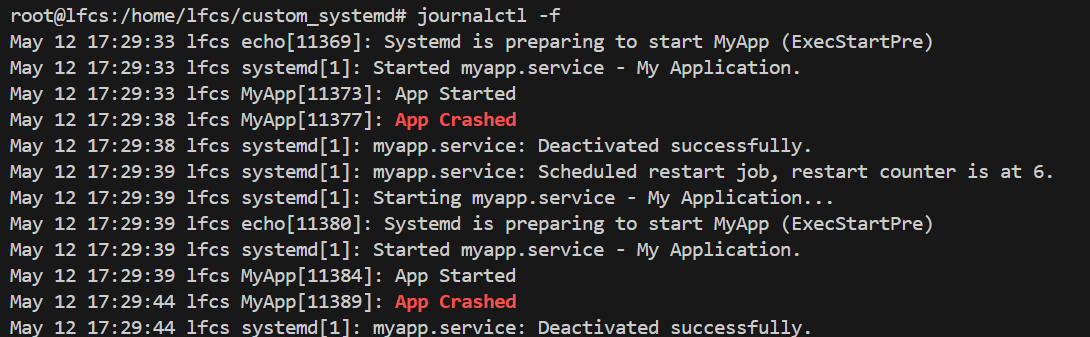 root@lfcs:/home/lfcs/custom_systemd# journalctl -f
May 12 17:29:33 lfcs echo[11369]: Systemd is preparing to start MyApp (ExecStartPre)
May 12 17:29:33 lfcs systemd[1]: Started myapp.service - My Application.
May 12 17:29:33 lfcs MyApp[11373]: App Started
May 12 17:29:38 lfcs MyApp[11377]: App Crashed
May 12 17:29:38 lfcs systemd[1]: myapp.service: Deactivated successfully.
May 12 17:29:39 lfcs systemd[1]: myapp.service: Scheduled restart job, restart counter is at 6.
May 12 17:29:39 lfcs systemd[1]: Starting myapp.service - My Application...
May 12 17:29:39 lfcs echo[11380]: Systemd is preparing to start MyApp (ExecStartPre)
May 12 17:29:39 lfcs systemd[1]: Started myapp.service - My Application.
May 12 17:29:39 lfcs MyApp[11384]: App Started
May 12 17:29:44 lfcs MyApp[11389]: App Crashed
May 12 17:29:44 lfcs systemd[1]: myapp.service: Deactivated successfully.